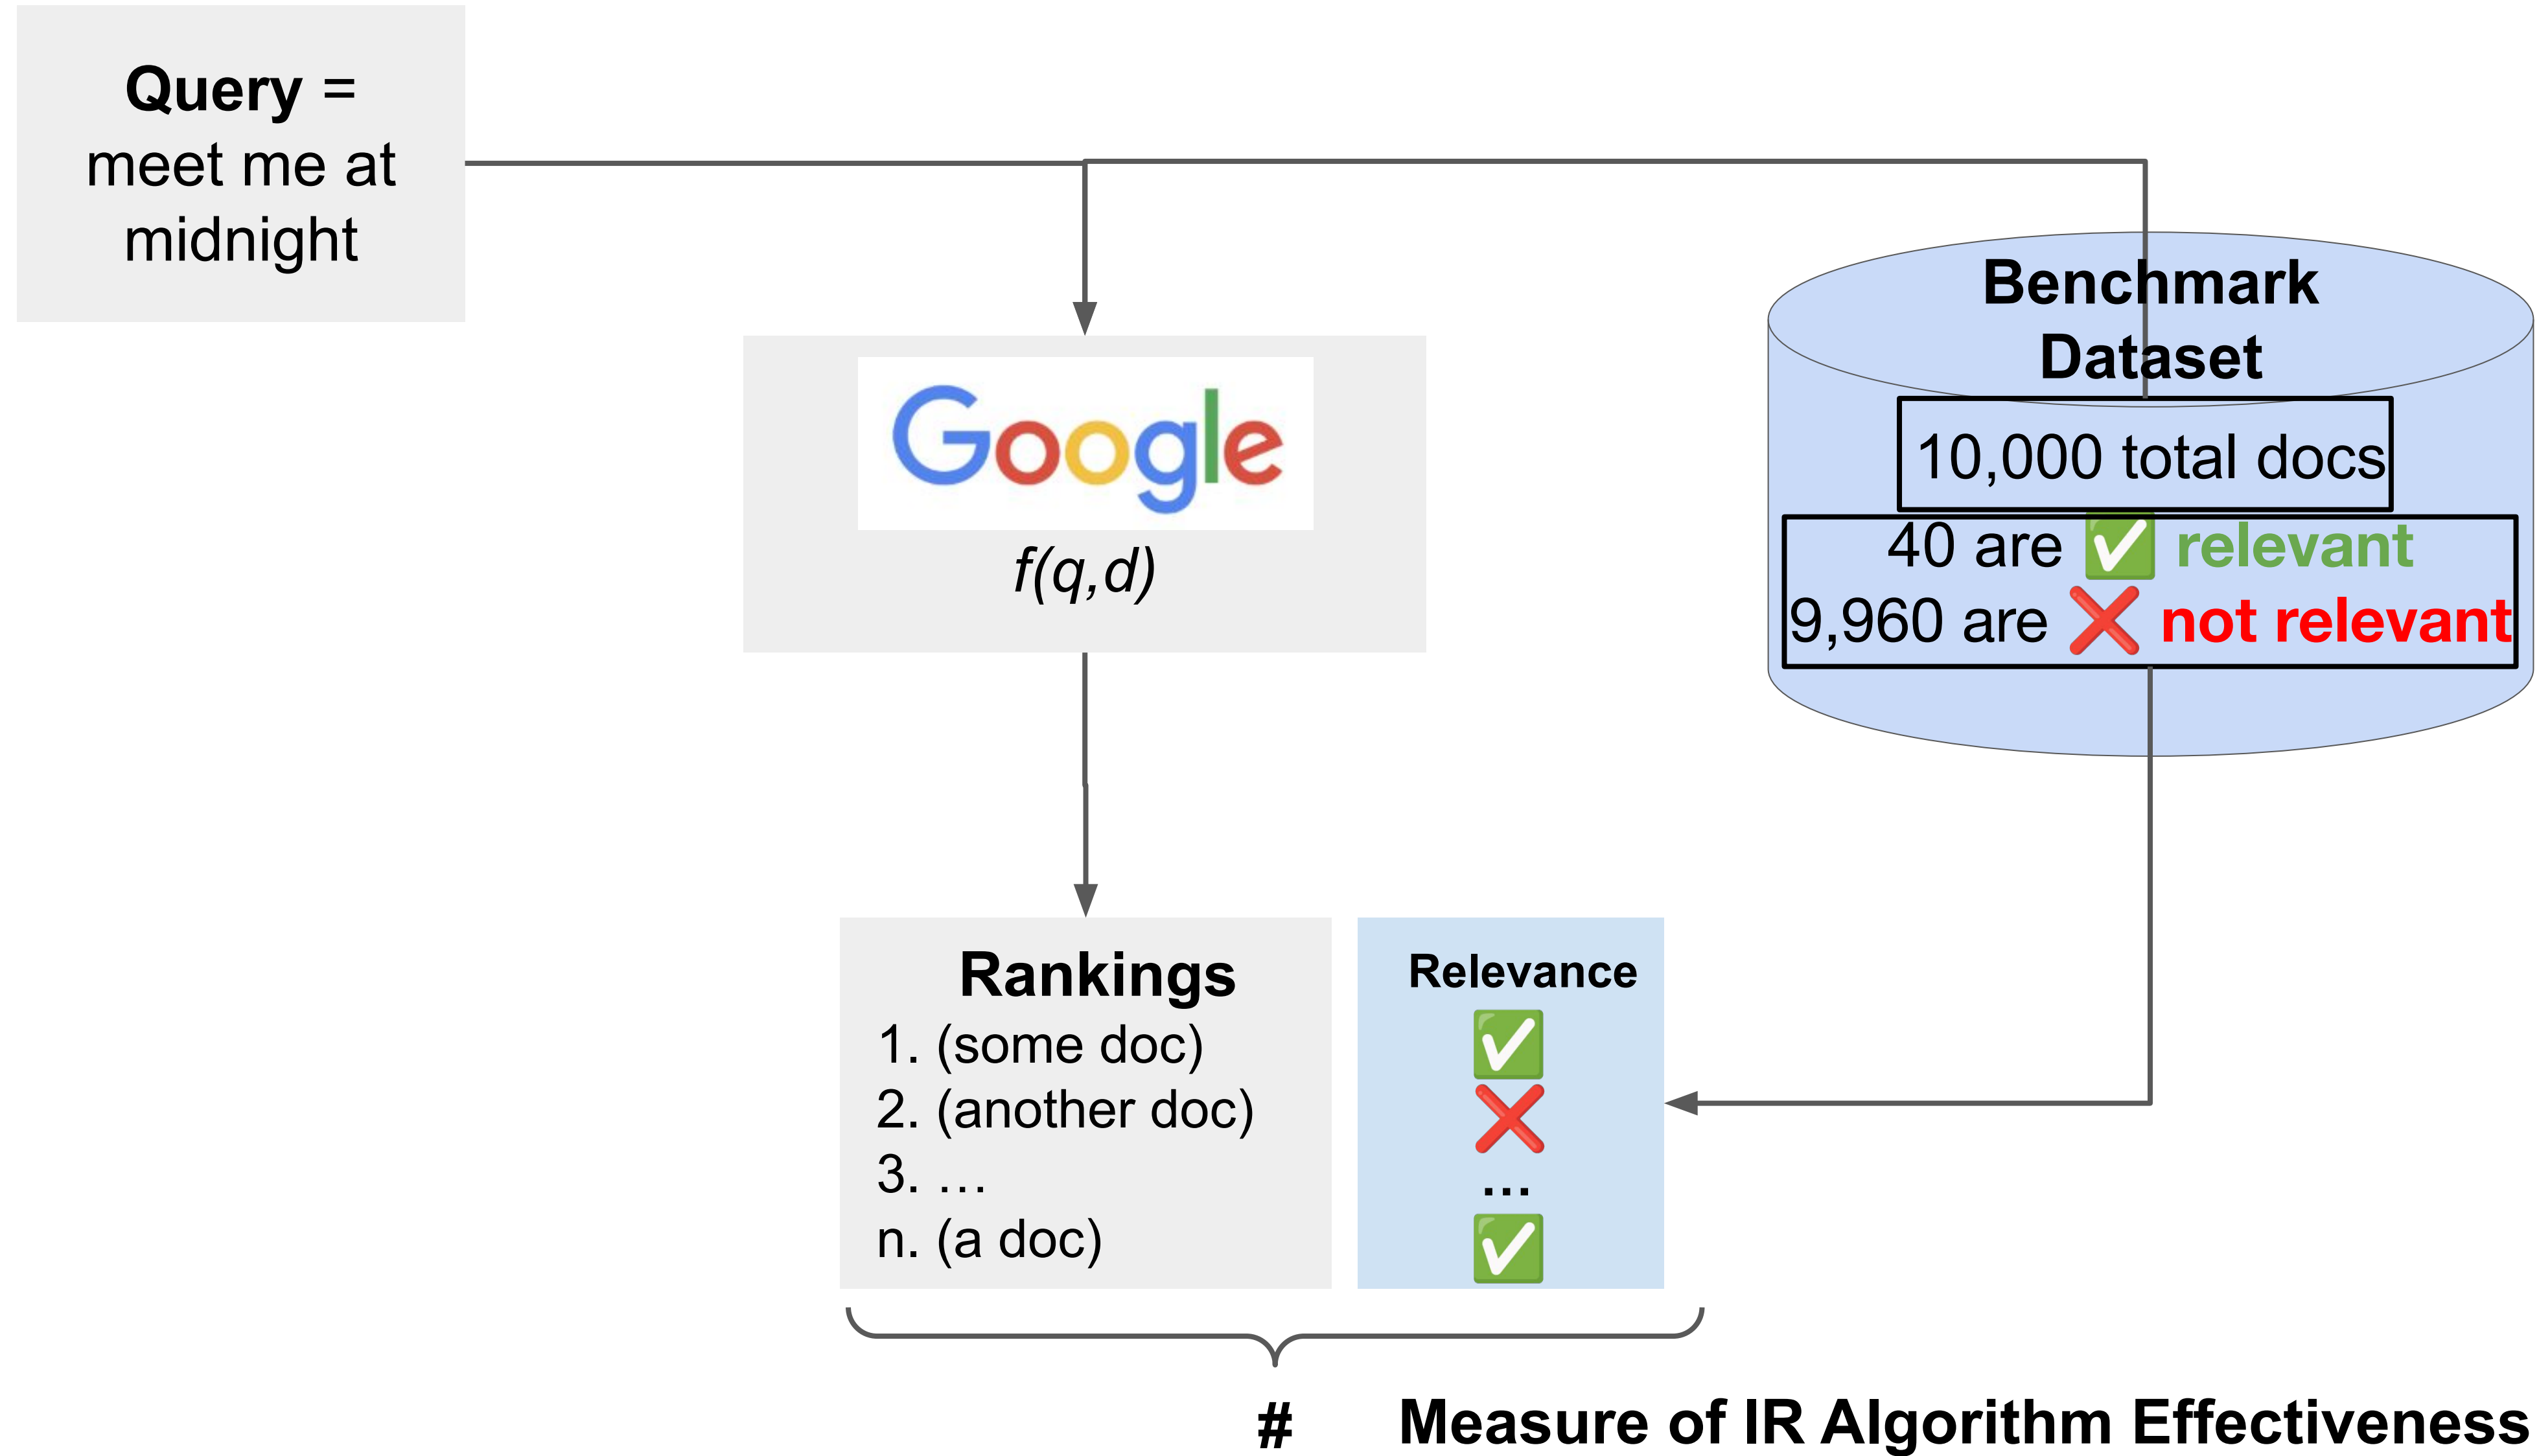 Query =
meet me at
midnight
Google
f(q,d)
Benchmark
Dataset
10,000 total docs
40 are ✅ relevant
9,960 are ❌ not relevant
Rankings
1. (some doc)
2. (another doc)
3. …
n. (a doc)
Relevance
✅
❌
...
✅
# Measure of IR Algorithm Effectiveness